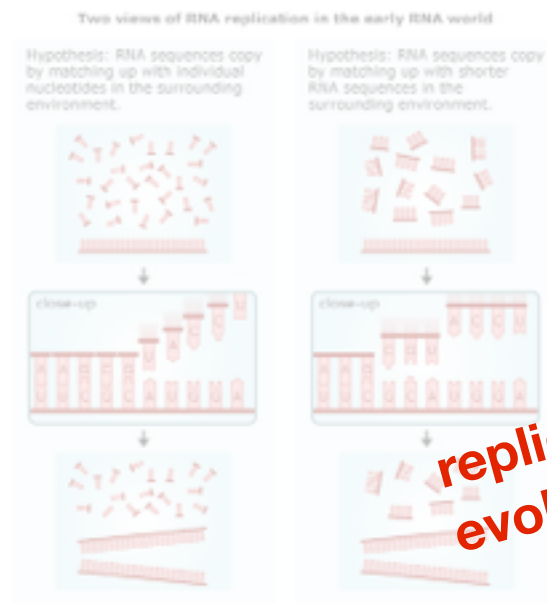 Two views of RNA replication in the early RNA world
Hypothesis: RNA sequences copy
by matching up with individual
nucleotides in the surrounding
environment.
Hypothesis: RNA sequences copy
by matching up with shorter
RNA sequences in the
surrounding environment.
close-up
close-up
repli
evol